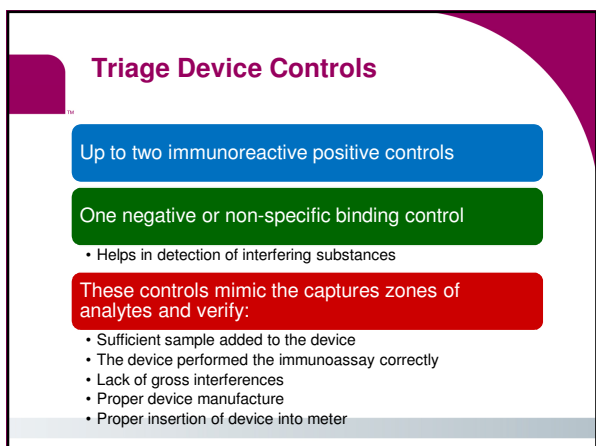 Triage Device Controls
™
Up to two immunoreactive positive controls
One negative or non-specific binding control
• Helps in detection of interfering substances
These controls mimic the captures zones of
analytes and verify:
• Sufficient sample added to the device
• The device performed the immunoassay correctly
• Lack of gross interferences
• Proper device manufacture
• Proper insertion of device into meter